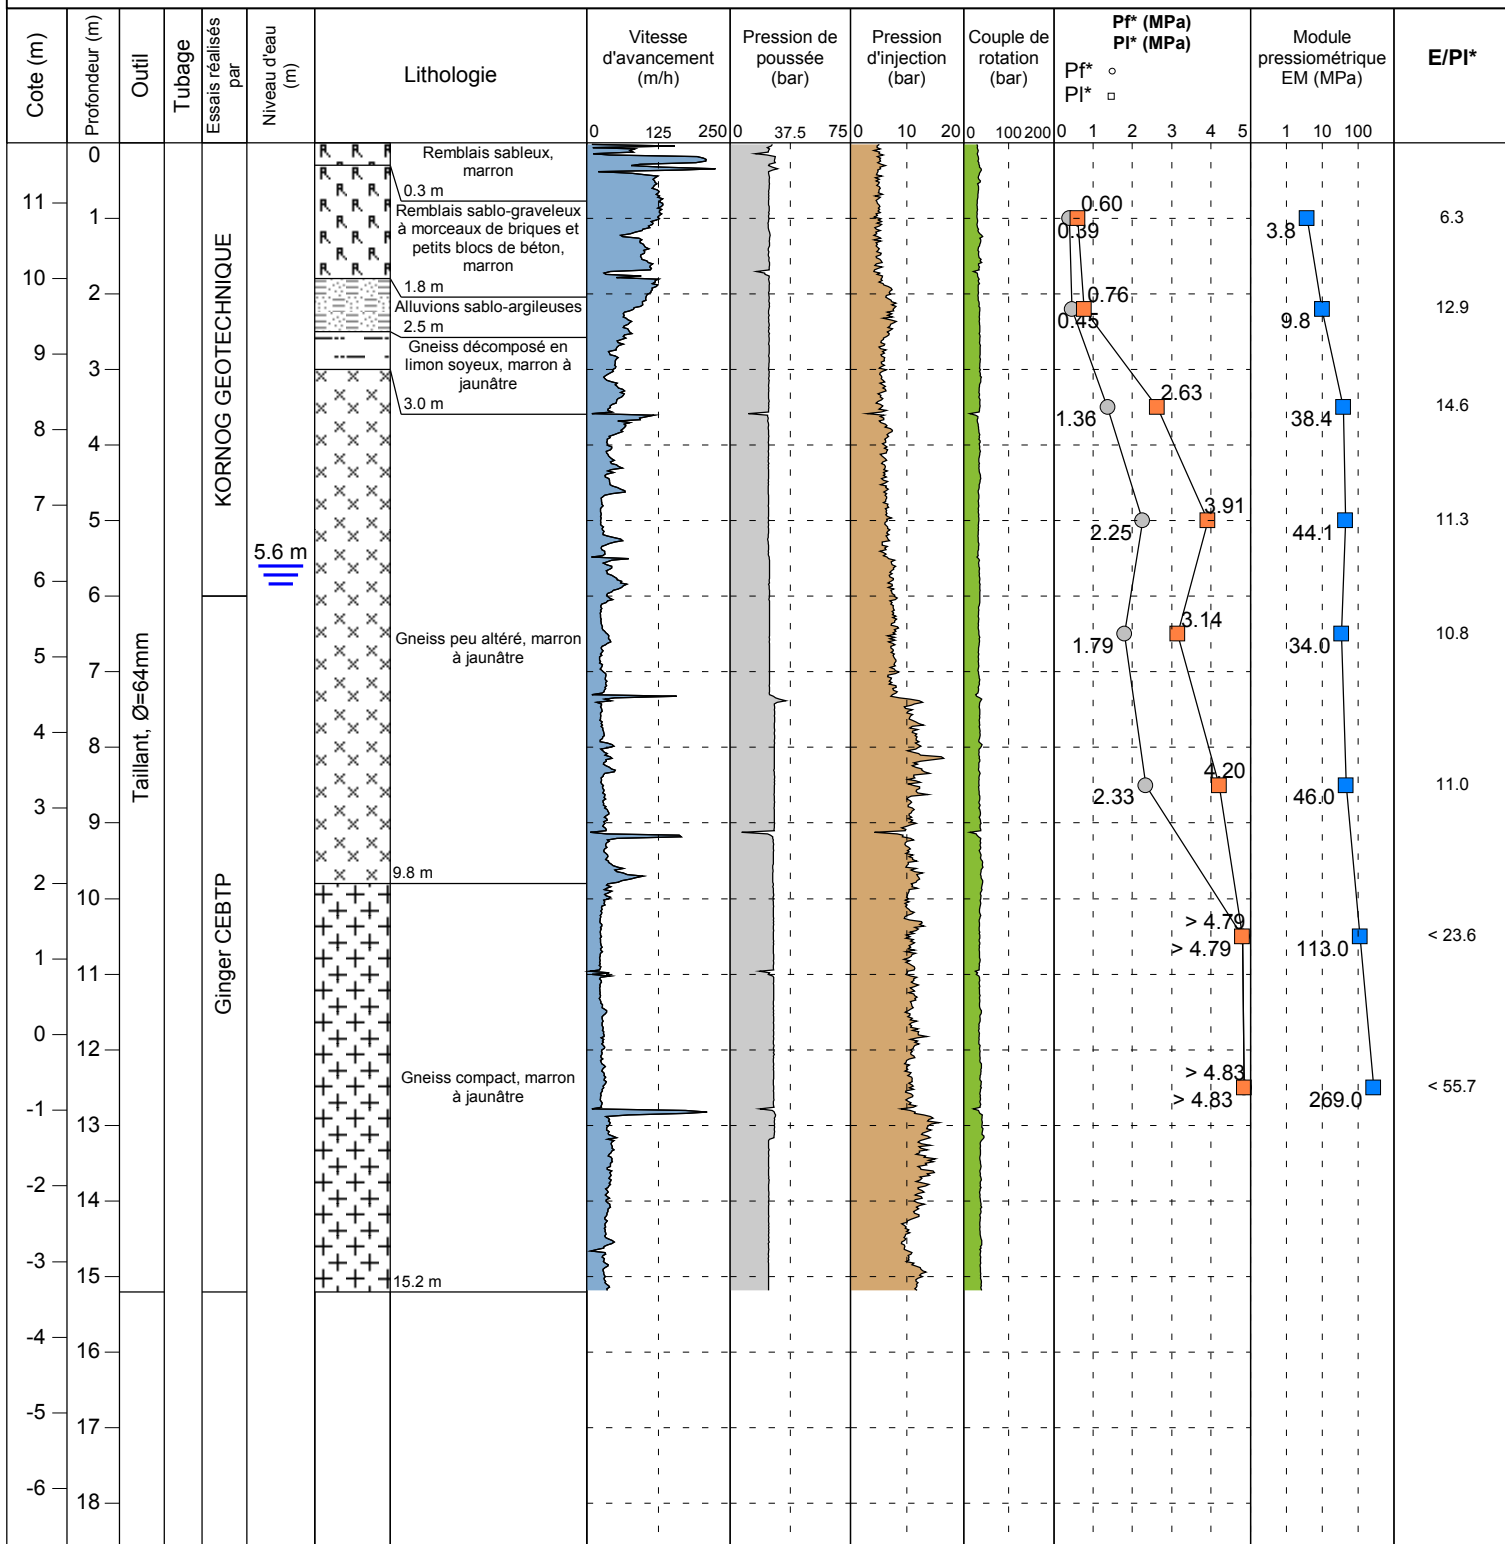 Cote (m)
Profondeur (m)
Outil
Tubage
Essais réalisés
par
Niveau d'eau
(m)
Lithologie
Vitesse
d'avancement
(m/h)
Pression de
poussée
(bar)
Pression
d'injection
(bar)
Couple de
rotation
(bar)
Pf* (MPa)
Pl* (MPa)
Pf*
Pl*
Module
pressiométrique
EM (MPa)
E/Pl*
0 125 250
0 37.5 75
0 10 20
0 100 200
0 1 2 3 4 5
1 10 100
11
10
9
8
7
6
5
4
3
2
1
0
-1
-2
-3
-4
-5
-6
0
1
2
3
4
5
6
7
8
9
10
11
12
13
14
15
16
17
18
Taillant, Ø=64mm
KORNOG GEOTECHNIQUE
Ginger CEBTP
5.6 m
Remblais sableux,
marron
0.3 m
Remblais sablo-graveleux
à morceaux de briques et
petits blocs de béton,
marron
1.8 m
Alluvions sablo-argileuses
2.5 m
Gneiss décomposé en
limon soyeux, marron à
jaunâtre
3.0 m
Gneiss peu altéré, marron
à jaunâtre
9.8 m
Gneiss compact, marron
à jaunâtre
15.2 m
0.60
0.39
3.8
6.3
0.76
0.45
9.8
12.9
2.63
1.36
38.4
14.6
3.91
2.25
44.1
11.3
3.14
1.79
34.0
10.8
4.20
2.33
46.0
11.0
> 4.79
> 4.79
113.0
< 23.6
> 4.83
> 4.83
269.0
< 55.7